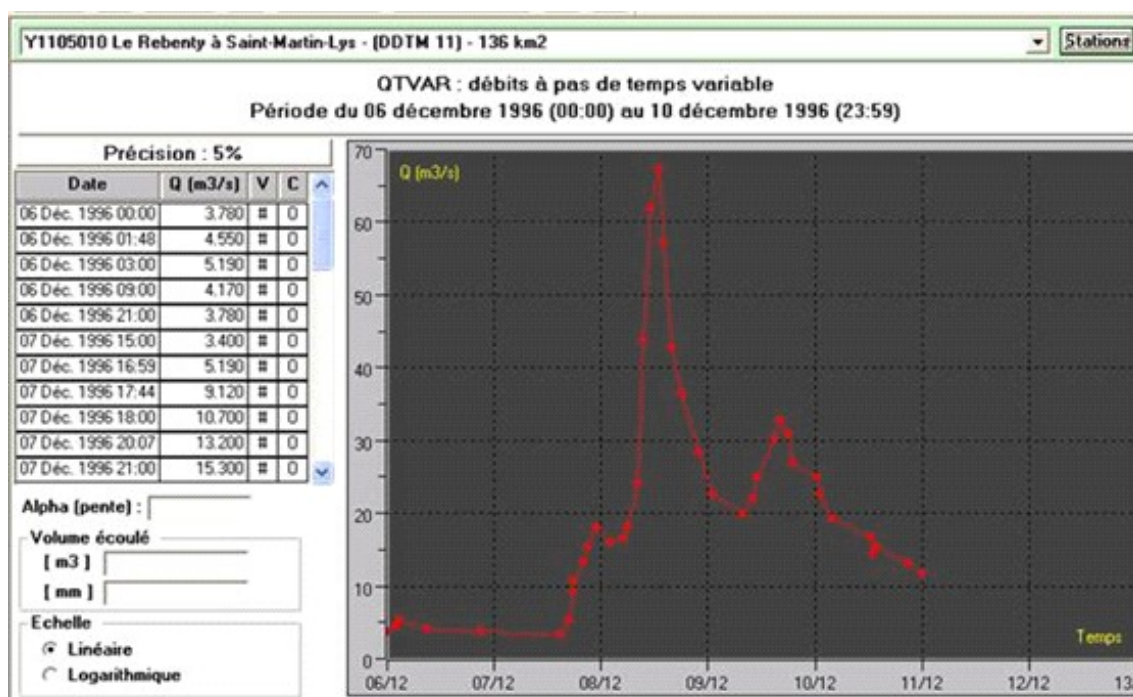 Y1105010 Le Rebenty à Saint-Martin-Lys - (DDTM 11) - 136 km2
Stations
QTVAR : débits à pas de temps variable
Période du 06 décembre 1996 (00:00) au 10 décembre 1996 (23:59)
Précision : 5%
Date Q (m3/s) V C
06 Déc. 1996 00:00 3.780 # 0
06 Déc. 1996 01:48 4.550 # 0
06 Déc. 1996 03:00 5.190 # 0
06 Déc. 1996 09:00 4.170 # 0
06 Déc. 1996 21:00 3.780 # 0
07 Déc. 1996 15:00 3.400 # 0
07 Déc. 1996 16:59 5.190 # 0
07 Déc. 1996 17:44 9.120 # 0
07 Déc. 1996 18:00 10.700 # 0
07 Déc. 1996 20:07 13.200 # 0
07 Déc. 1996 21:00 15.300 # 0
Alpha (pente) :
Volume écoulé
[ m3 ]
[ mm ]
Echelle
Linéaire
Logarithmique
Q (m3/s)
70
60
50
40
30
20
10
0
Temps
06/12 07/12 08/12 09/12 10/12 11/12 12/12 13